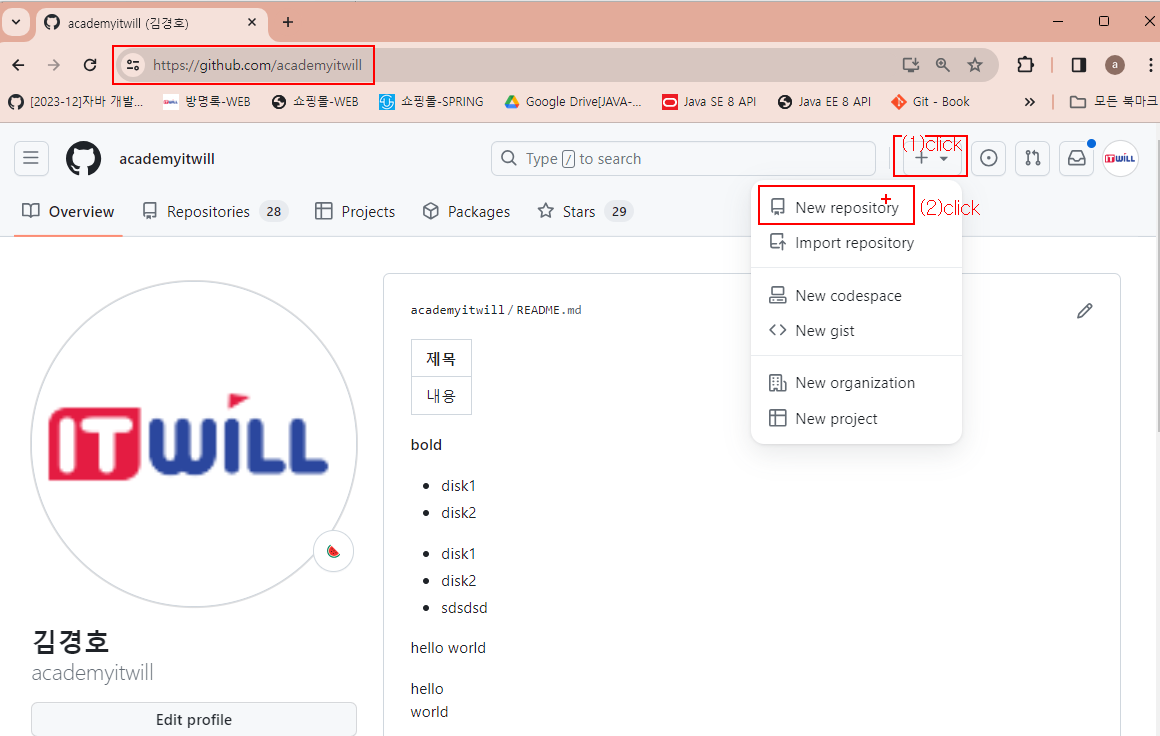 academyitwill (김경호)
https://github.com/academyitwill
a
[2023-12]자바 개발... 방명록-WEB 쇼핑몰-WEB 쇼핑몰-SPRING Google Drive[JAVA-... Java SE 8 API Java EE 8 API Git - Book » 모든 북마크
academyitwill Type / to search (1)click ITWILL
Overview Repositories 28 Projects Packages Stars 29
New repository (2)click
Import repository
New codespace
New gist
New organization
New project
academyitwill/README.md
제목
내용
bold
disk1
disk2
disk1
disk2
sdsdsd
hello world
hello
world
ITWILL
김경호
academyitwill
Edit profile